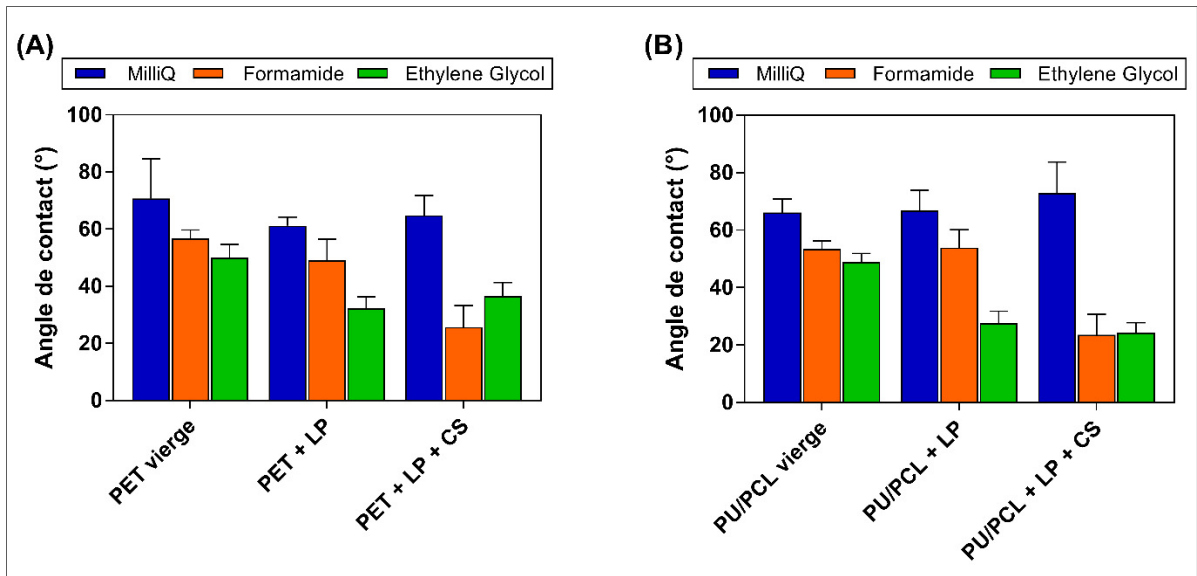 (A)
MilliQ Formamide Ethylene Glycol
Angle de contact (°)
100
80
60
40
20
0
PET vierge
PET + LP
PET + LP + CS
(B)
MilliQ Formamide Ethylene Glycol
Angle de contact (°)
100
80
60
40
20
0
PU/PCL vierge
PU/PCL + LP
PU/PCL + LP + CS